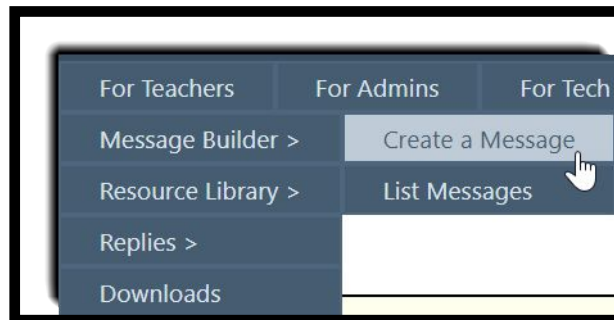 For Teachers For Admins For Tech
Message Builder > Create a Message
Resource Library > List Messages
Replies >
Downloads